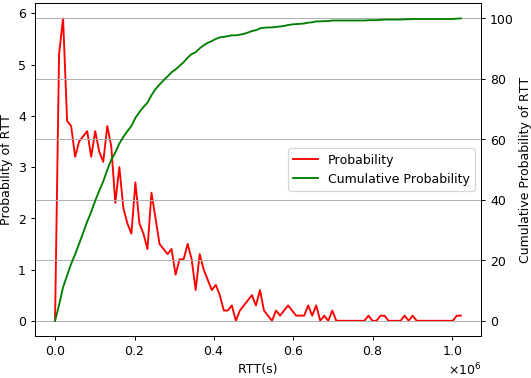 6
5
4
3
2
1
0
Probability of RTT
100
80
60
40
20
0
Cumulative Probability of RTT
Probability
Cumulative Probability
0.0 0.2 0.4 0.6 0.8 1.0
RTT(s)
×10⁶